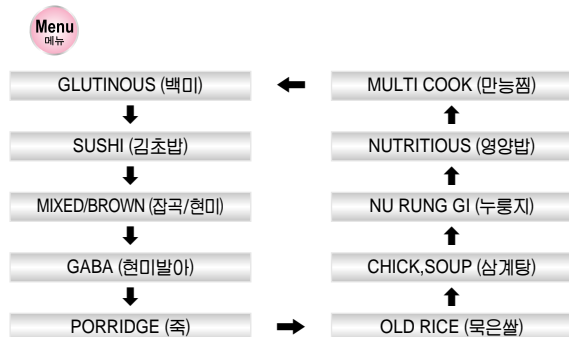 Menu
메뉴
GLUTINOUS (백미)
SUSHI (김초밥)
MIXED/BROWN (잡곡/현미)
GABA (현미발아)
PORRIDGE (죽)
OLD RICE (묵은쌀)
CHICK,SOUP (삼계탕)
NU RUNG GI (누룽지)
NUTRITIOUS (영양밥)
MULTI COOK (만능찜)